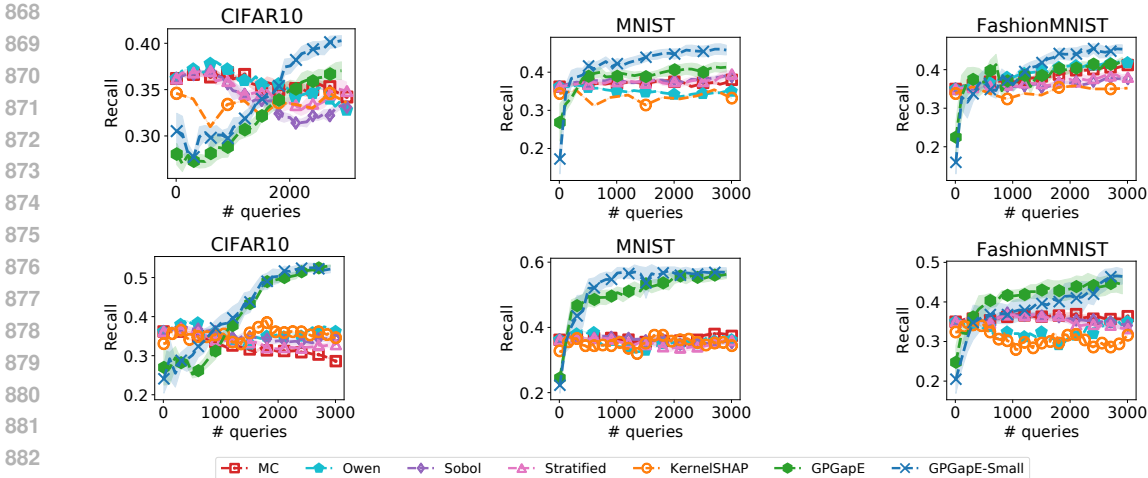 868
869
870
871
872
873
874
875
876
877
878
879
880
881
882
CIFAR10 MNIST FashionMNIST
0.40
0.35
0.30
Recall
0 2000
# queries
0.4
0.2
Recall
0 1000 2000 3000
# queries
0.5
0.4
0.3
0.2
Recall
0 1000 2000 3000
# queries
CIFAR10 MNIST FashionMNIST
0.5
0.4
0.3
0.2
Recall
0 1000 2000 3000
# queries
0.6
0.4
0.2
Recall
0 1000 2000 3000
# queries
0.5
0.4
0.3
0.2
Recall
0 1000 2000 3000
# queries
MC Owen Sobol Stratified KernelSHAP GPGapE GPGapE-Small